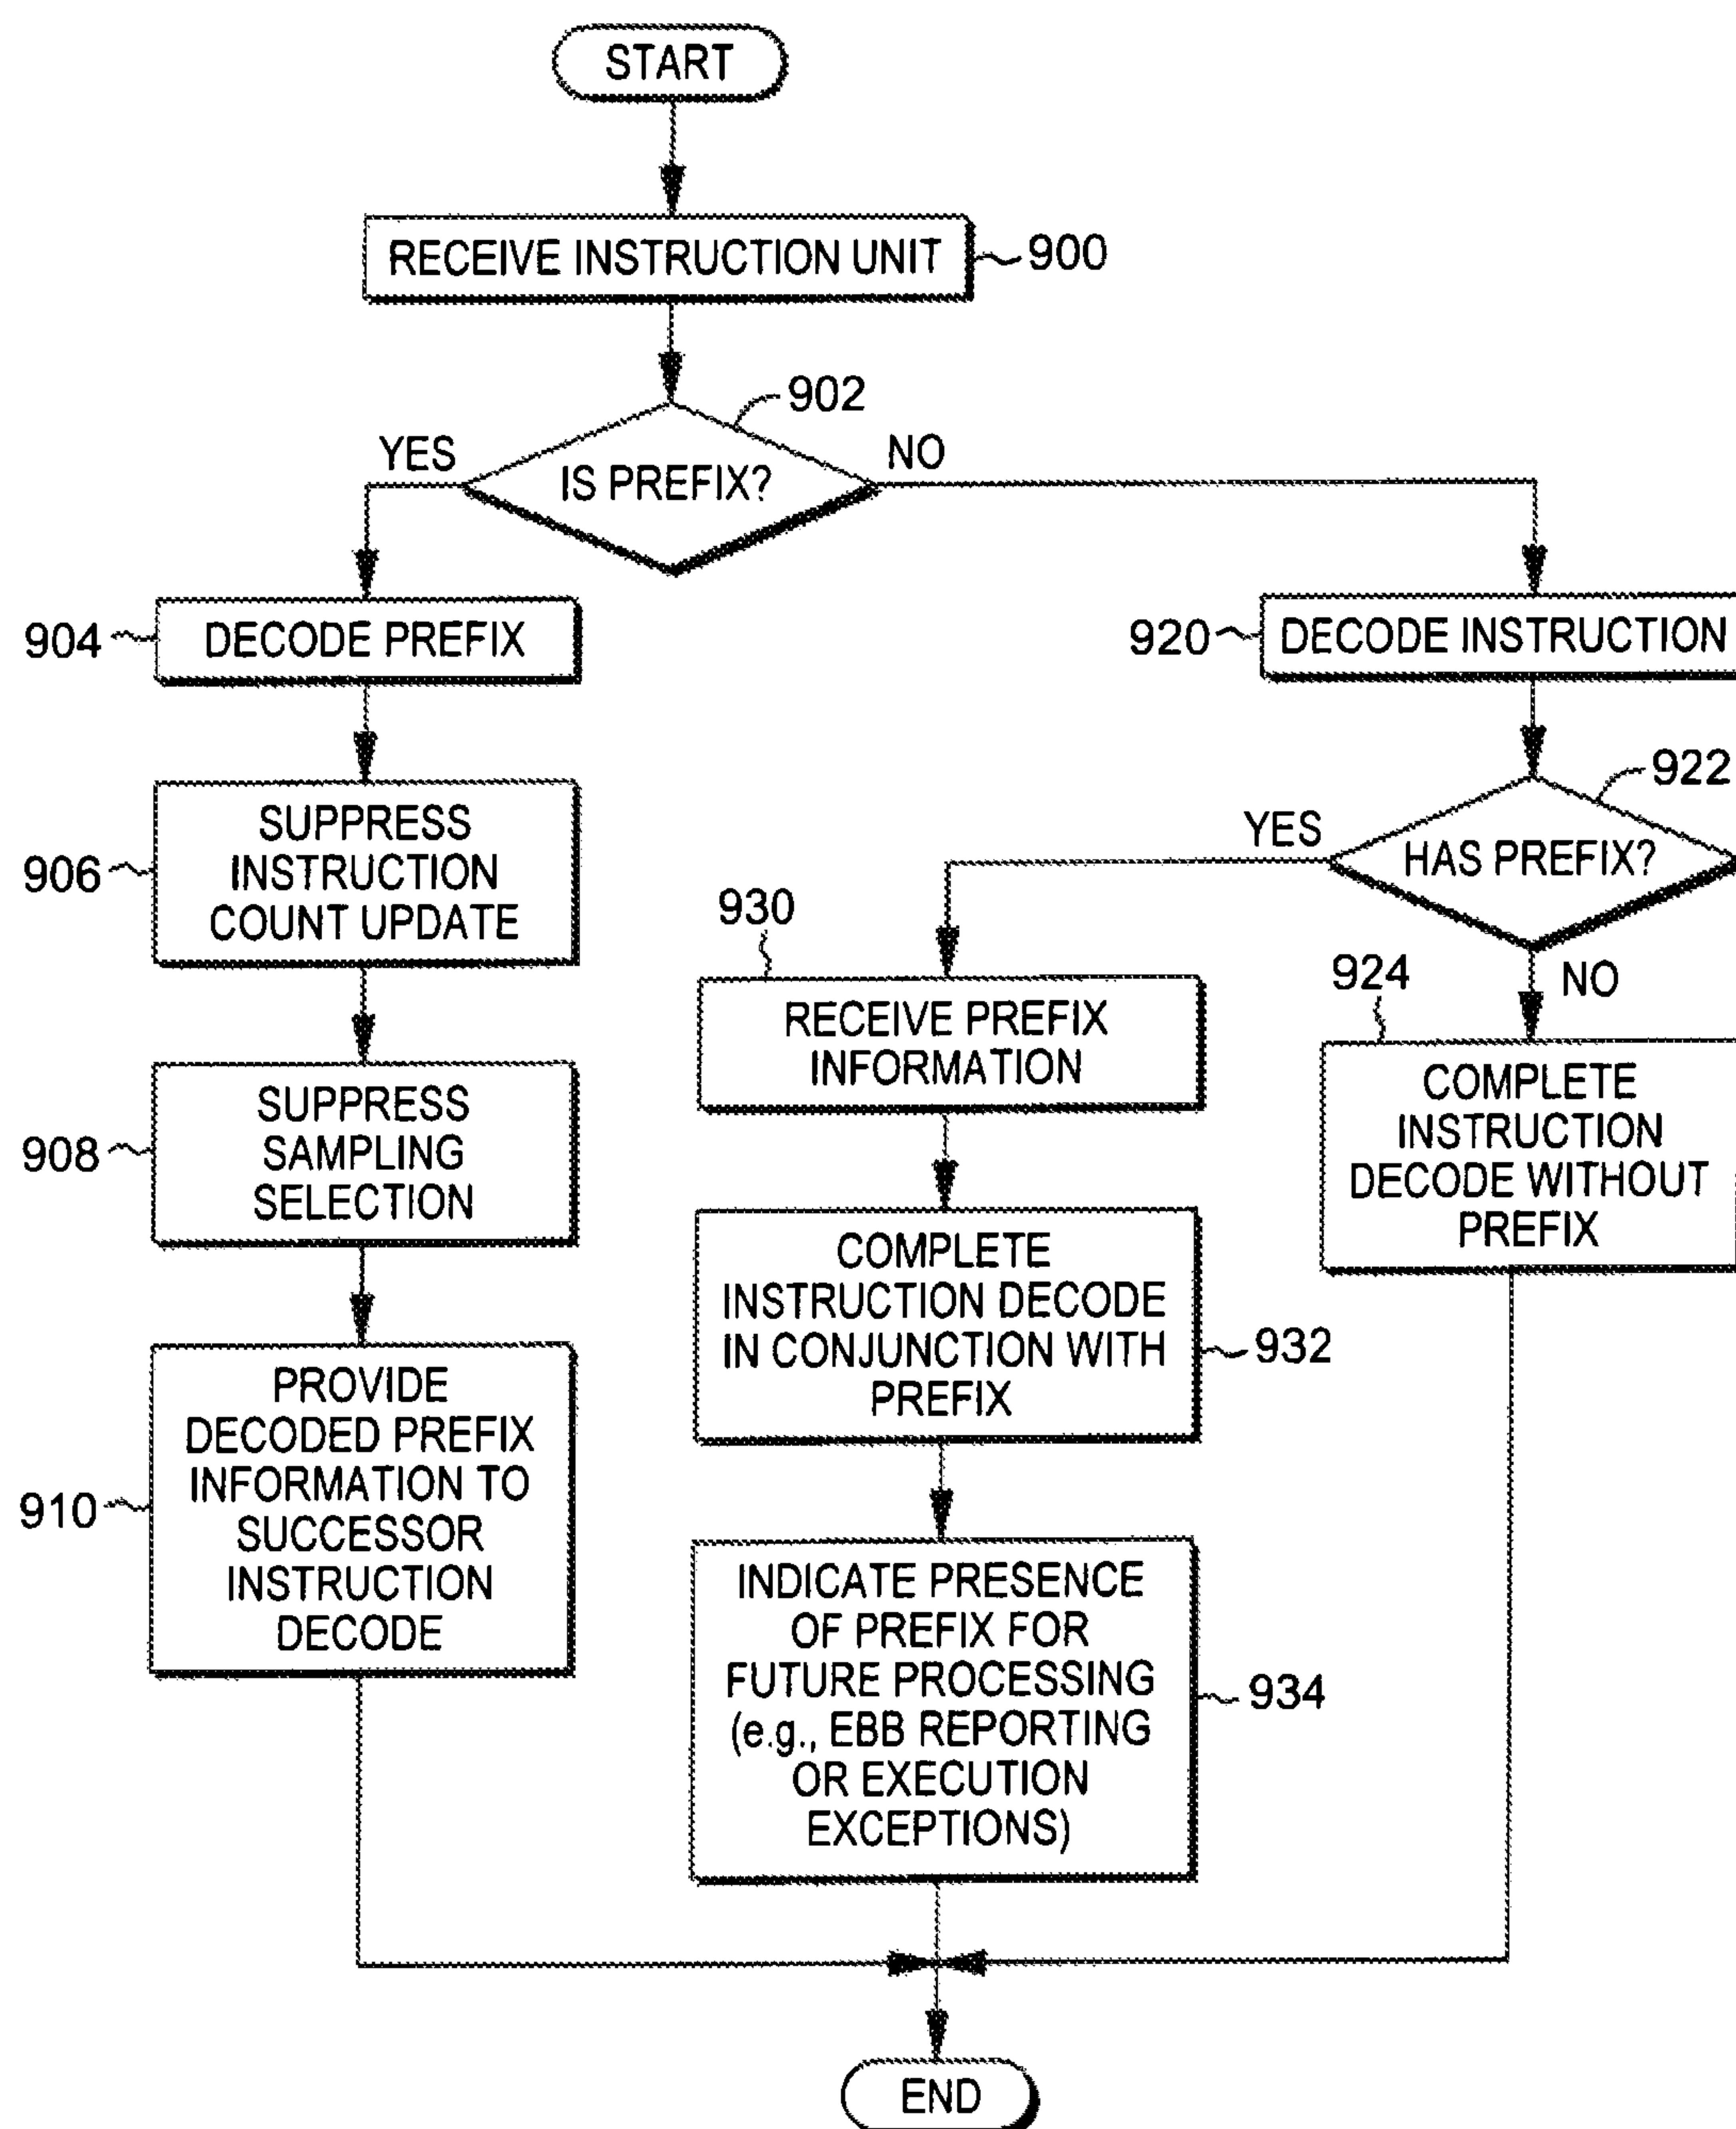 START
RECEIVE INSTRUCTION UNIT
900
902
YES
IS PREFIX?
NO
904
DECODE PREFIX
906
SUPPRESS
INSTRUCTION
COUNT UPDATE
908
SUPPRESS
SAMPLING
SELECTION
910
PROVIDE
DECODED PREFIX
INFORMATION TO
SUCCESSOR
INSTRUCTION
DECODE
920
DECODE INSTRUCTION
922
YES
HAS PREFIX?
NO
930
RECEIVE PREFIX
INFORMATION
COMPLETE
INSTRUCTION DECODE
IN CONJUNCTION WITH
PREFIX
932
INDICATE PRESENCE
OF PREFIX FOR
FUTURE PROCESSING
(e.g., EBB REPORTING
OR EXECUTION
EXCEPTIONS)
934
924
COMPLETE
INSTRUCTION
DECODE WITHOUT
PREFIX
END